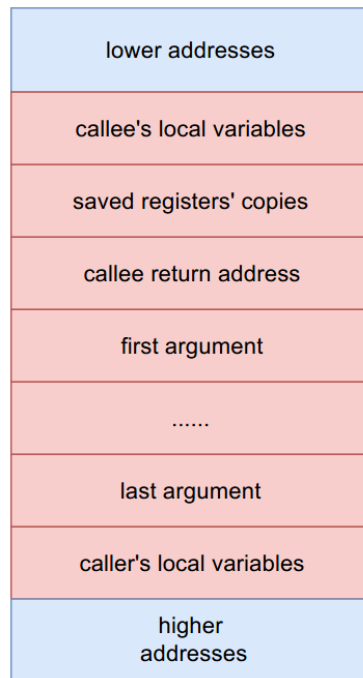 lower addresses
callee's local variables
saved registers' copies
callee return address
first argument
......
last argument
caller's local variables
higher
addresses